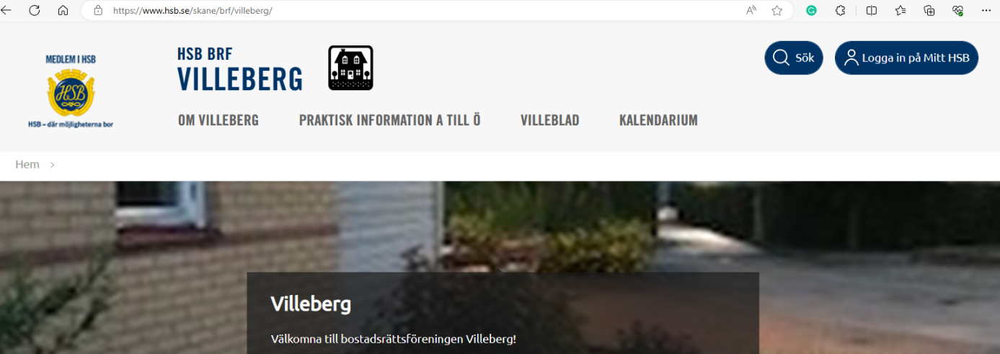 https://www.hsb.se/skane/brf/villeberg/
MEDLEM I HSB
HSB
HSB – där möjligheterna bor
HSB BRF
VILLEBERG
Sök
Logga in på Mitt HSB
OM VILLEBERG
PRAKTISK INFORMATION A TILL Ö
VILLEBLAD
KALENDARIUM
Hem >
Villeberg
Välkomna till bostadsrättsföreningen Villeberg!